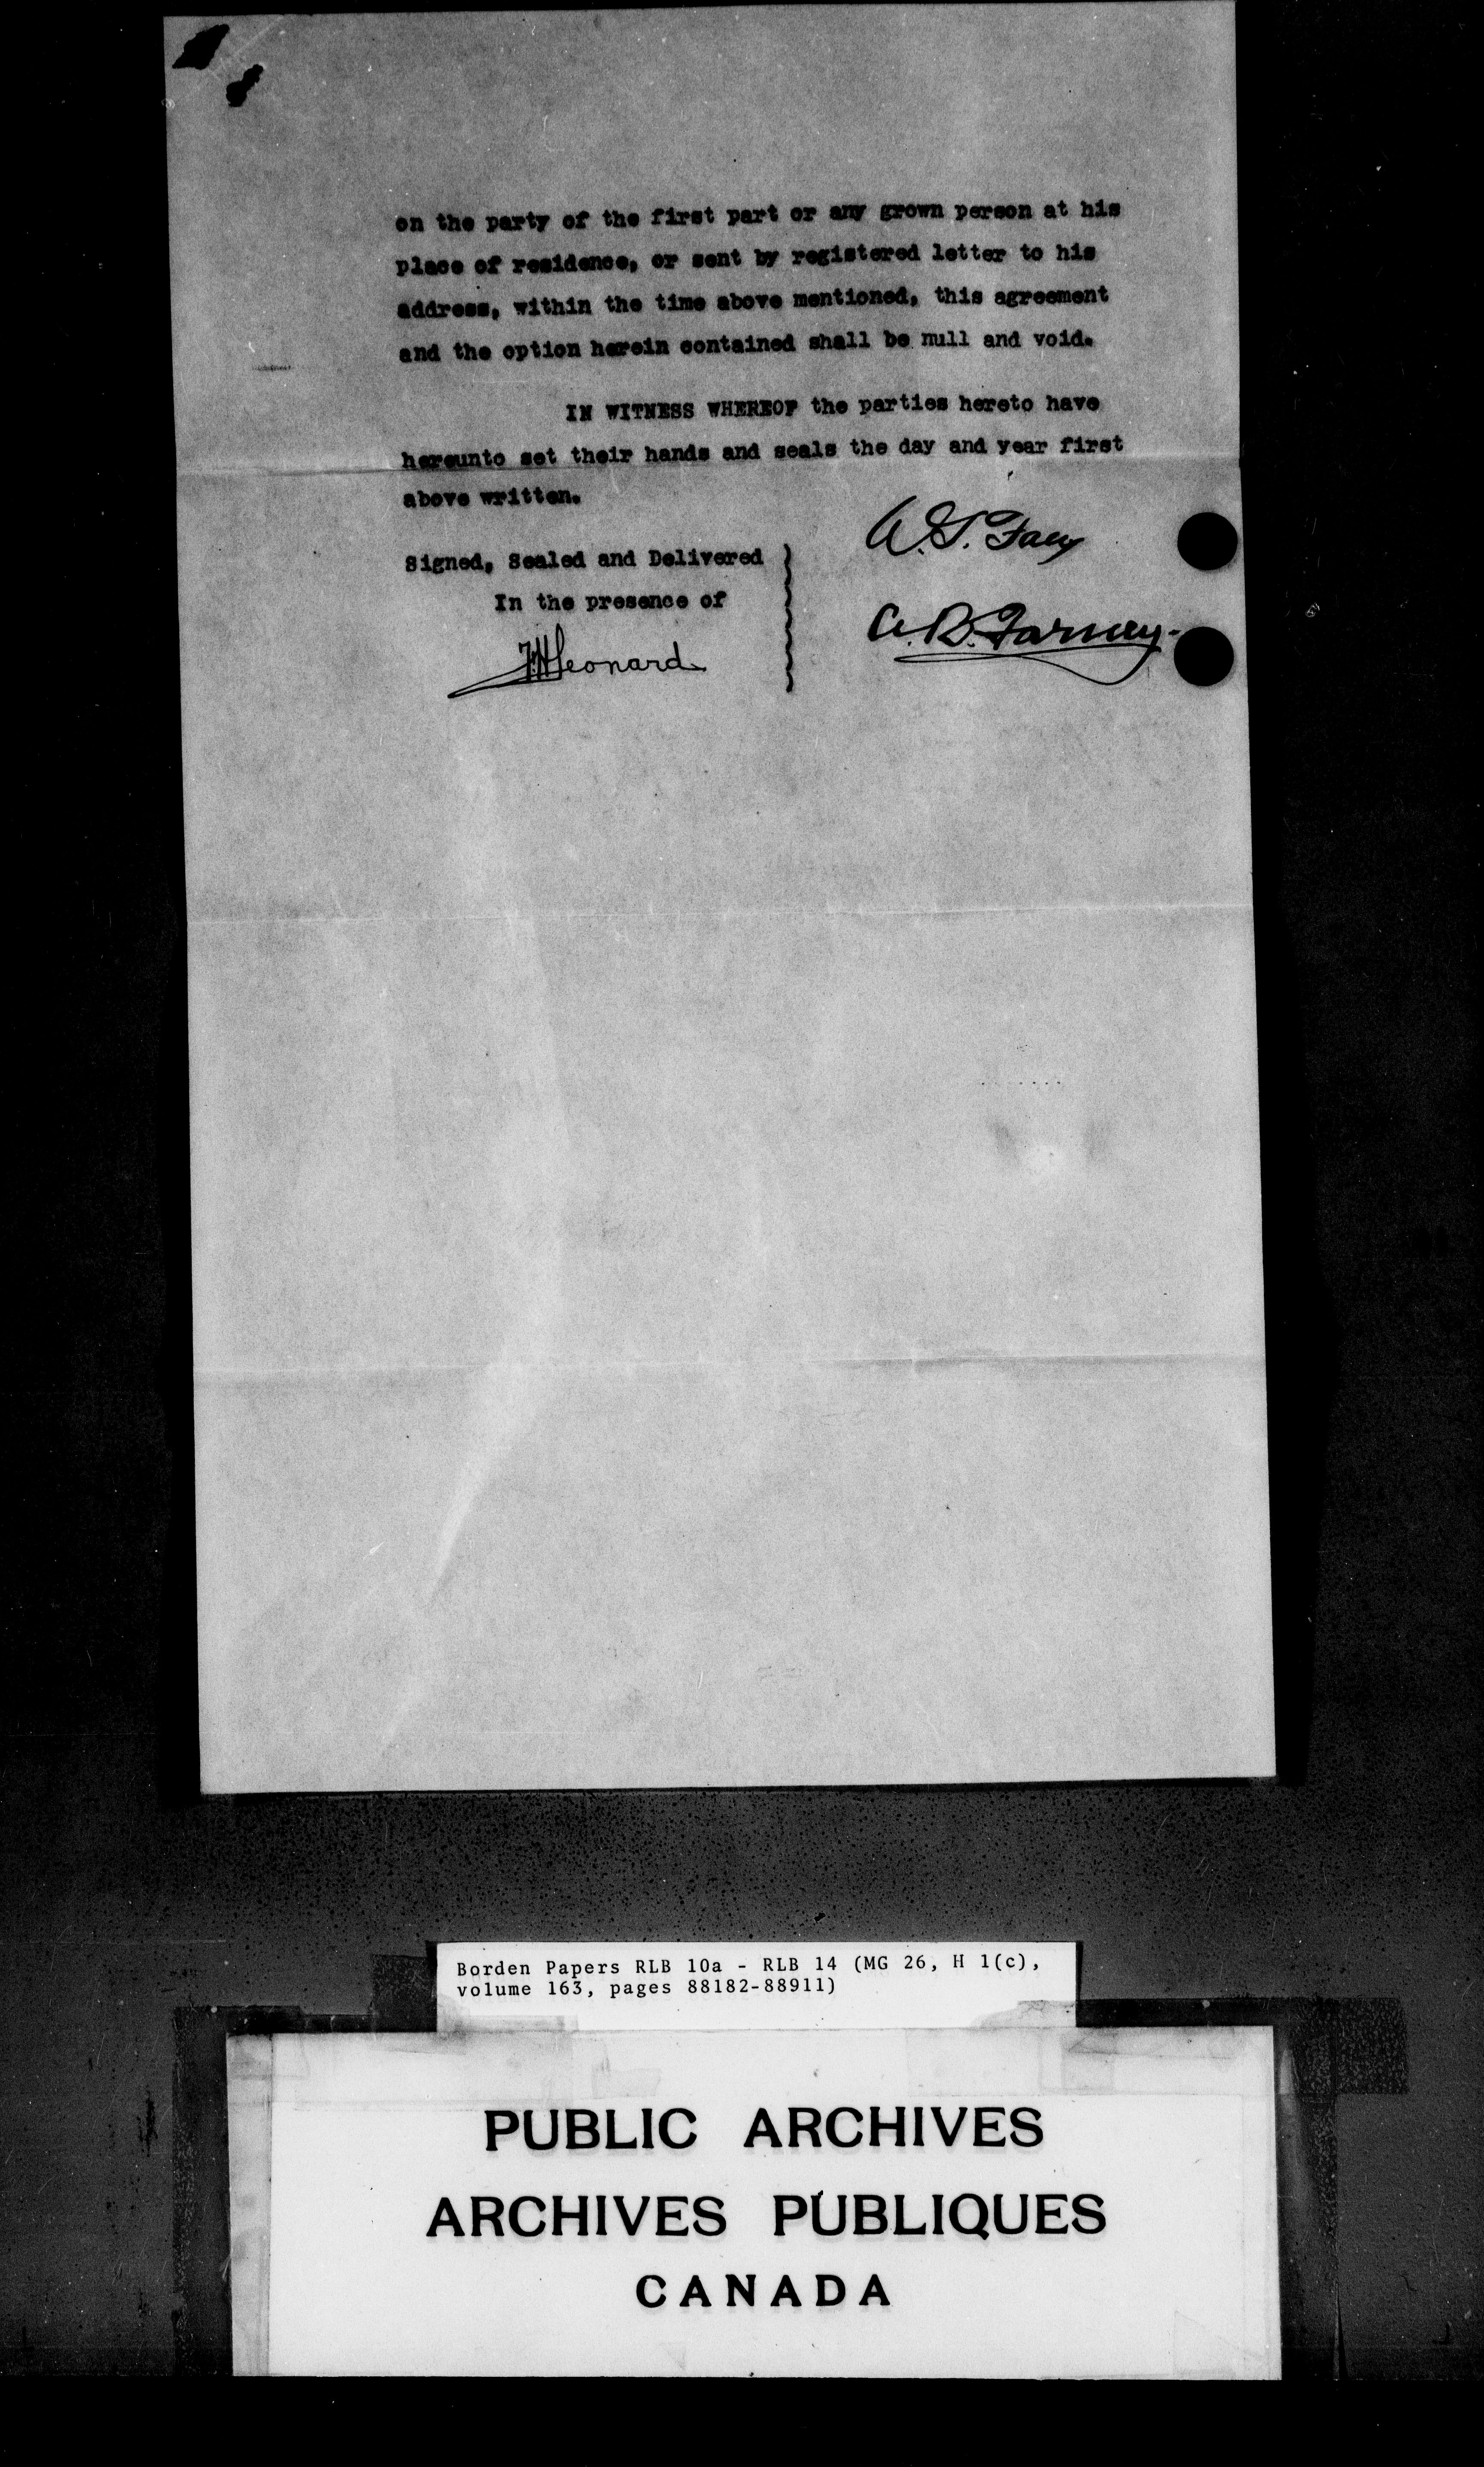 on the party of the first part or any grown person at his
place of residence, or sent by registered letter to his
address, within the time above mentioned, this agreement
and the option herein contained shall be null and void.
IN WITNESS WHEREOF the parties hereto have
hereunto set their hands and seals the day and year first
above written.
Signed, Sealed and Delivered
In the presence of
Leonard
Borden Papers RLB 10a - RLB 14 (MG 26, H 1(c),
volume 163, pages 88182-88911)
PUBLIC ARCHIVES
ARCHIVES PUBLIQUES
CANADA